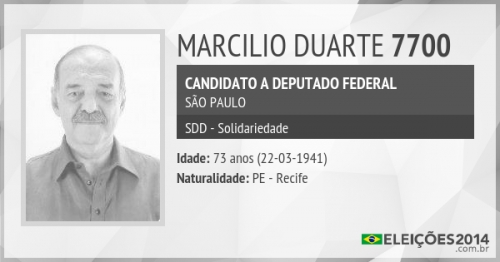 MARCILIO DUARTE 7700
CANDIDATO A DEPUTADO FEDERAL
SÃO PAULO
SDD - Solidariedade
Idade: 73 anos (22-03-1941)
Naturalidade: PE - Recife
ELEIÇÕES2014
.com.br